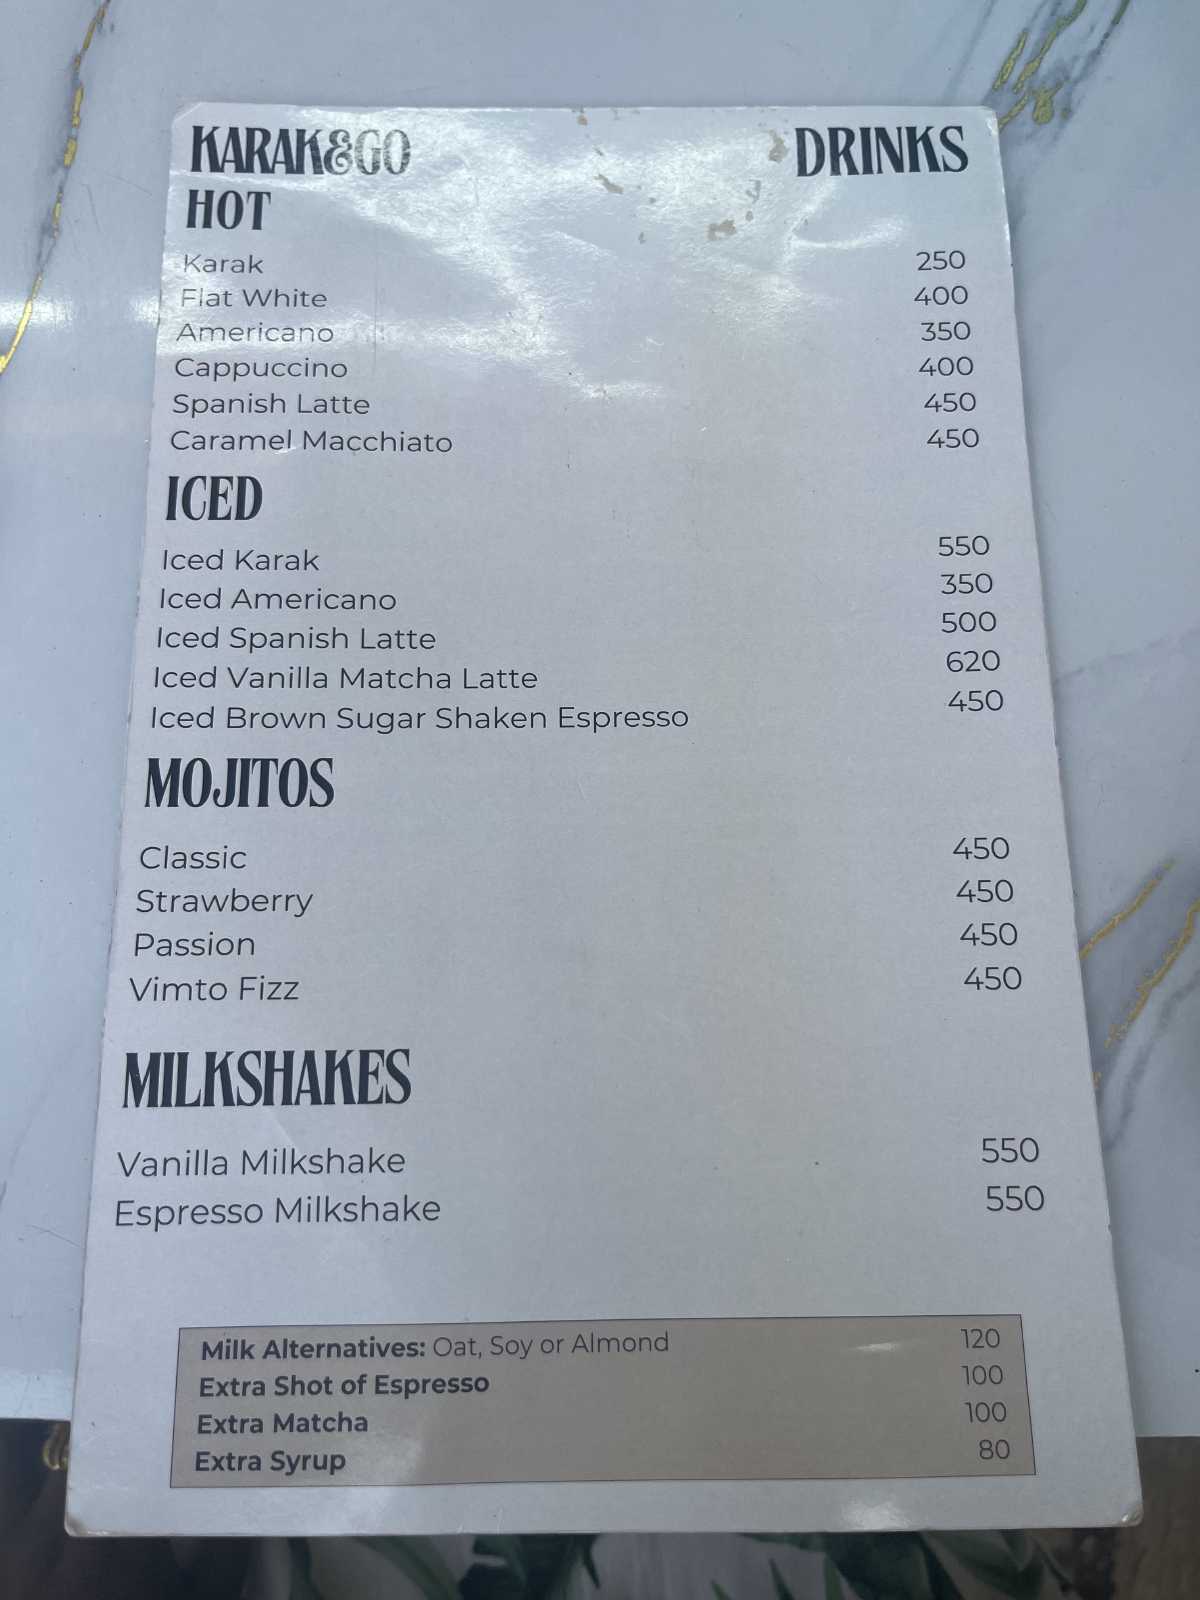 KARAK&GO DRINKS
HOT
Karak 250
Flat White 400
Americano 350
Cappuccino 400
Spanish Latte 450
Caramel Macchiato 450
ICED
Iced Karak 550
Iced Americano 350
Iced Spanish Latte 500
Iced Vanilla Matcha Latte 620
Iced Brown Sugar Shaken Espresso 450
MOJITOS
Classic 450
Strawberry 450
Passion 450
Vimto Fizz 450
MILKSHAKES
Vanilla Milkshake 550
Espresso Milkshake 550
Milk Alternatives: Oat, Soy or Almond 120
Extra Shot of Espresso 100
Extra Matcha 100
Extra Syrup 80